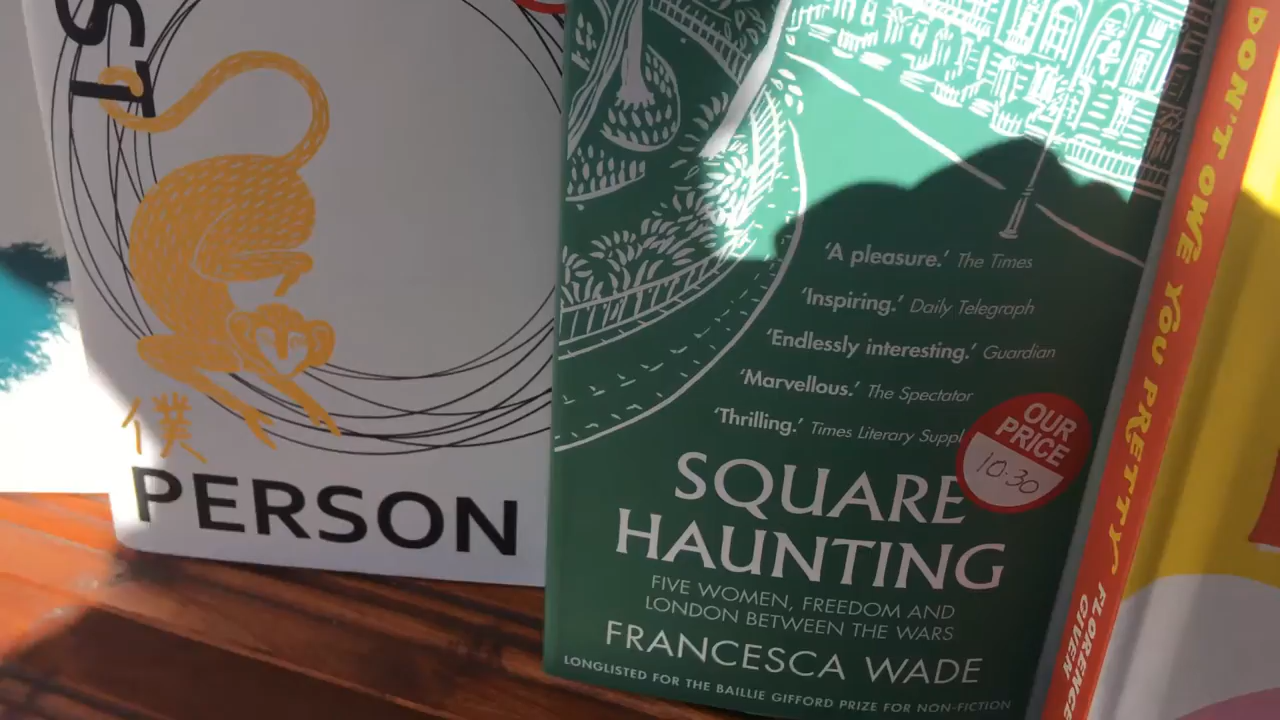 ST
僕
PERSON
'A pleasure.' The Times
'Inspiring.' Daily Telegraph
'Endlessly interesting.' Guardian
'Marvellous.' The Spectator
'Thrilling.' Times Literary Suppl
OUR
PRICE
10.30
SQUARE
HAUNTING
FIVE WOMEN, FREEDOM AND
LONDON BETWEEN THE WARS
FRANCESCA WADE
LONGLISTED FOR THE BAILLIE GIFFORD PRIZE FOR NON-FICTION
DON'T OWE YOU PRETTY
FLORENCE
GIVEN